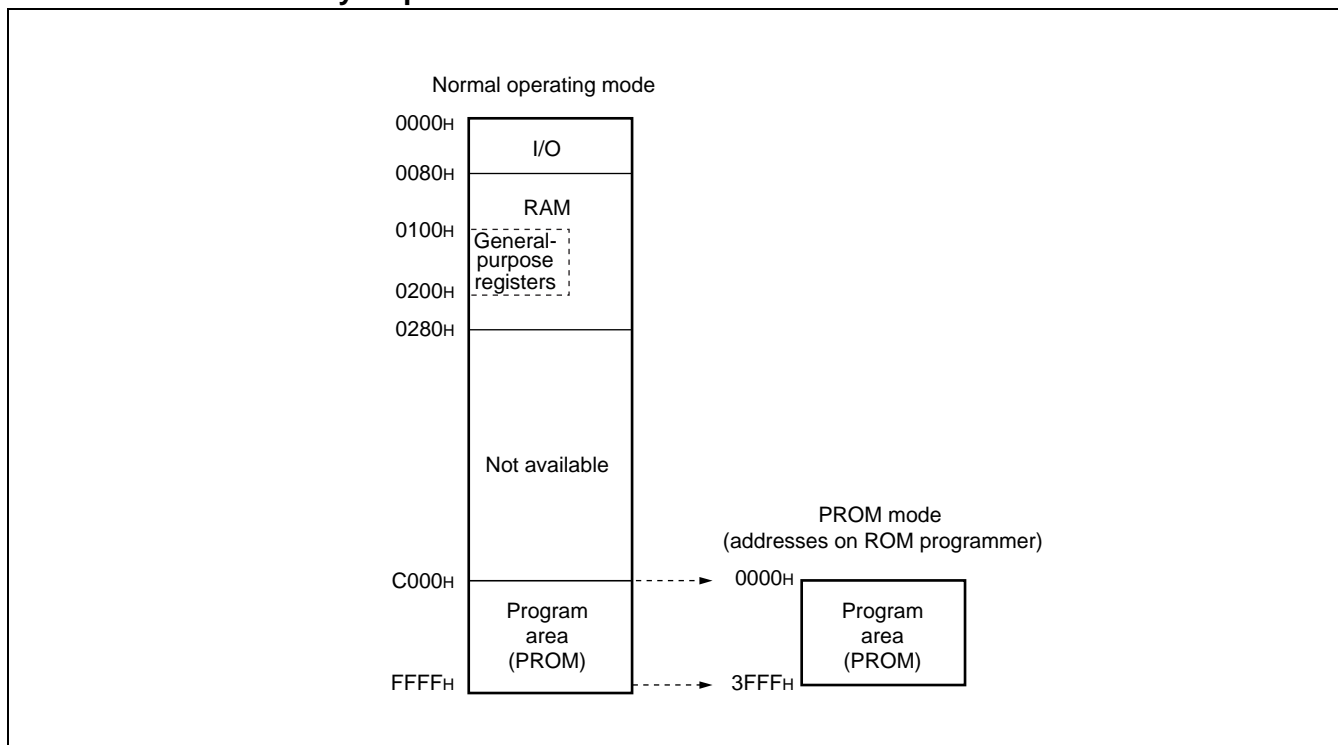 Normal operating mode
0000H
I/O
0080H
RAM
0100H
General-
purpose
registers
0200H
0280H
Not available
PROM mode
(addresses on ROM programmer)
C000H
0000H
Program
area
(PROM)
Program
area
(PROM)
FFFFH
3FFFH